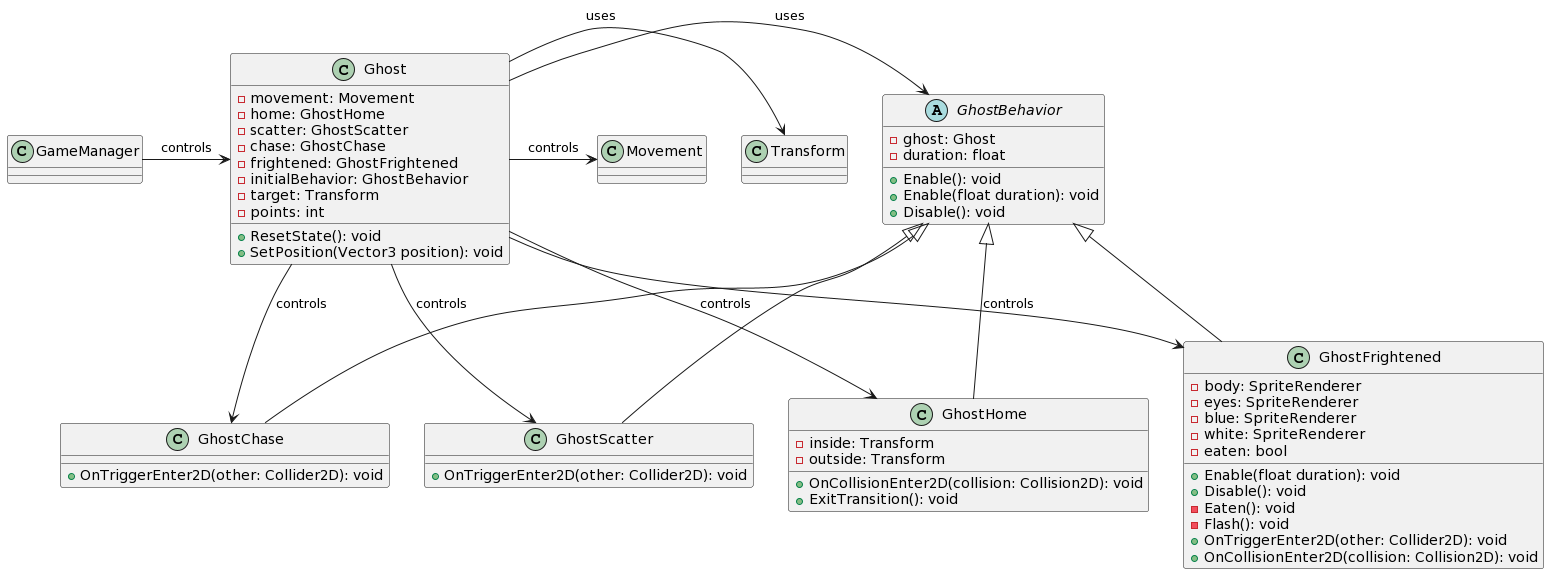 uses
uses
C Ghost
movement: Movement
home: GhostHome
scatter: GhostScatter
chase: GhostChase
frightened: GhostFrightened
initialBehavior: GhostBehavior
target: Transform
points: int
ResetState(): void
SetPosition(Vector3 position): void
C GameManager
controls
controls
C Movement
C Transform
A GhostBehavior
ghost: Ghost
duration: float
Enable(): void
Enable(float duration): void
Disable(): void
controls
controls
controls
controls
C GhostChase
OnTriggerEnter2D(other: Collider2D): void
C GhostScatter
OnTriggerEnter2D(other: Collider2D): void
C GhostHome
inside: Transform
outside: Transform
OnCollisionEnter2D(collision: Collision2D): void
ExitTransition(): void
C GhostFrightened
body: SpriteRenderer
eyes: SpriteRenderer
blue: SpriteRenderer
white: SpriteRenderer
eaten: bool
Enable(float duration): void
Disable(): void
Eaten(): void
Flash(): void
OnTriggerEnter2D(other: Collider2D): void
OnCollisionEnter2D(collision: Collision2D): void